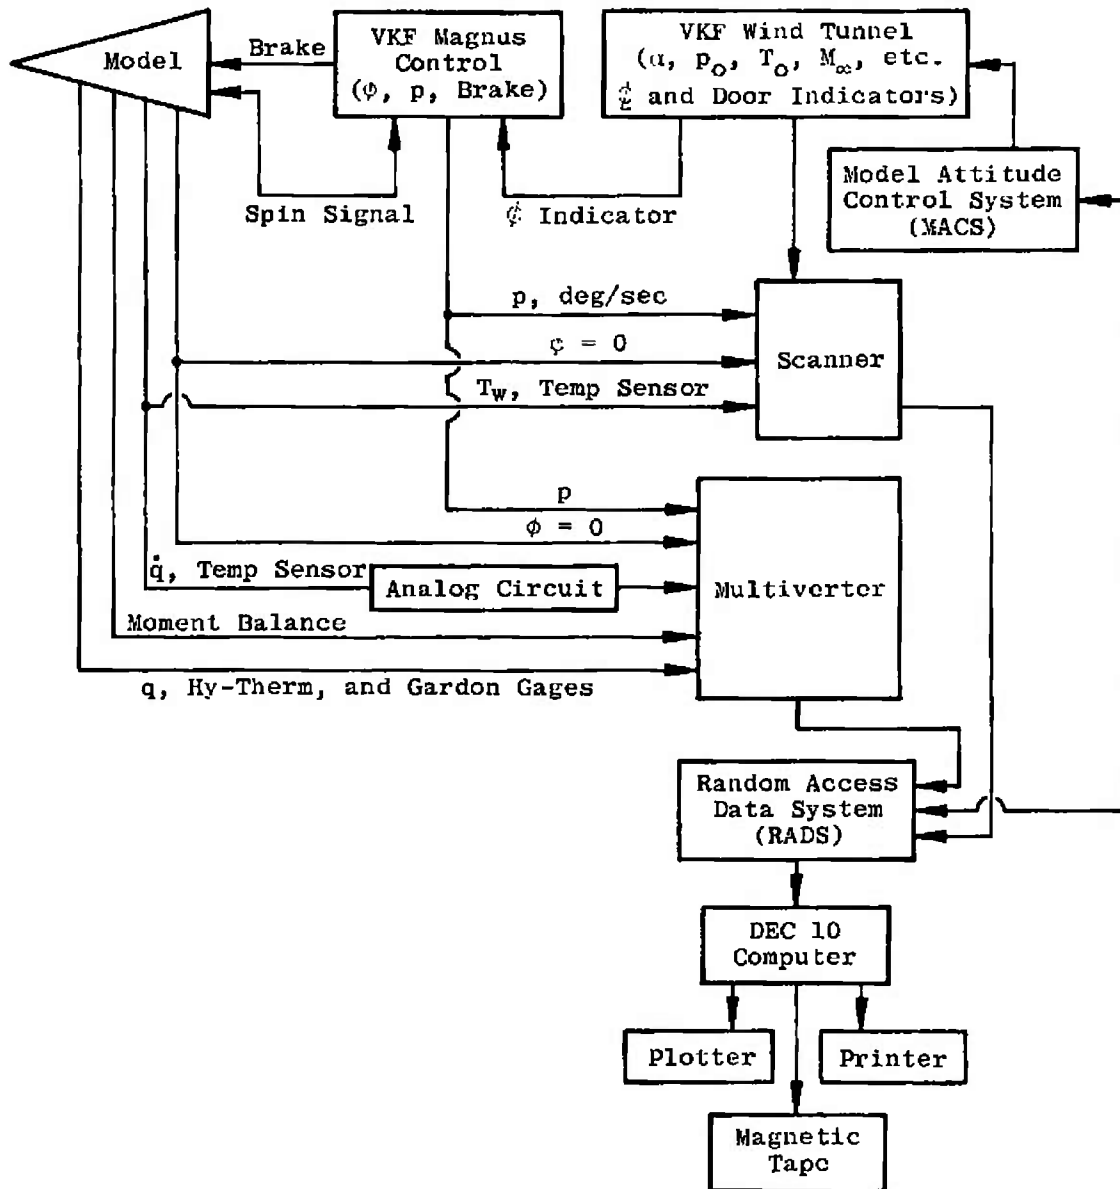 Model
Brake
VKF Magnus
Control
(ϕ, p, Brake)
VKF Wind Tunnel
(α, p₀, T₀, M∞, etc.
℄ and Door Indicators)
Model Attitude
Control System
(MACS)
Spin Signal
℄ Indicator
p, deg/sec
ϕ = 0
T_w, Temp Sensor
Scanner
p
ϕ = 0
q̇, Temp Sensor
Analog Circuit
Multiverter
Moment Balance
q, Hy-Therm, and Gardon Gages
Random Access
Data System
(RADS)
DEC 10
Computer
Plotter
Printer
Magnetic
Tape